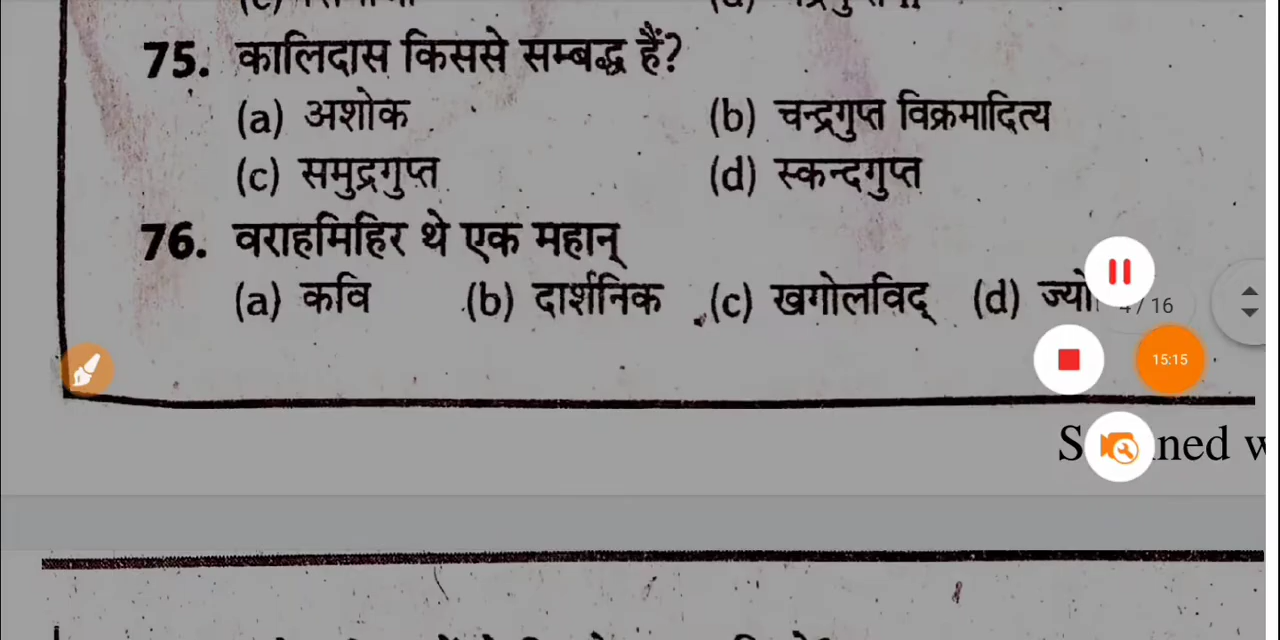 75. कालिदास किससे सम्बद्ध हैं?
(a) अशोक (b) चन्द्रगुप्त विक्रमादित्य
(c) समुद्रगुप्त (d) स्कन्दगुप्त
76. वराहमिहिर थे एक महान्
(a) कवि (b) दार्शनिक (c) खगोलविद् (d)
4/16
15:15